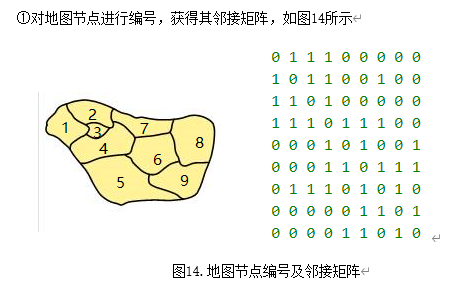 ①对地图节点进行编号，获得其邻接矩阵，如图14所示
1
2
3
4
5
6
7
8
9
0 1 1 1 0 0 0 0 0
1 0 1 1 0 0 1 0 0
1 1 0 1 0 0 0 0 0
1 1 1 0 1 1 1 0 0
0 0 0 1 0 1 0 0 1
0 0 0 1 1 0 1 1 1
0 1 1 1 0 1 0 1 0
0 0 0 0 0 1 1 0 1
0 0 0 0 1 1 0 1 0
图14. 地图节点编号及邻接矩阵